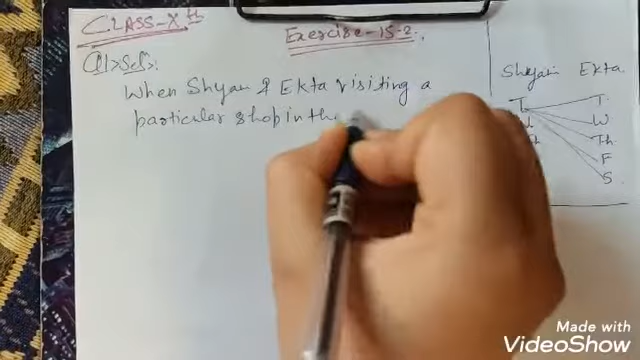 CLASS-Xth
Exercise-15.2.
Q1> Sol:
When Shyam & Ekta visiting a
particular shop in the
Shyam Ekta.
T T
W
Th
F
S
Made with
VideoShow